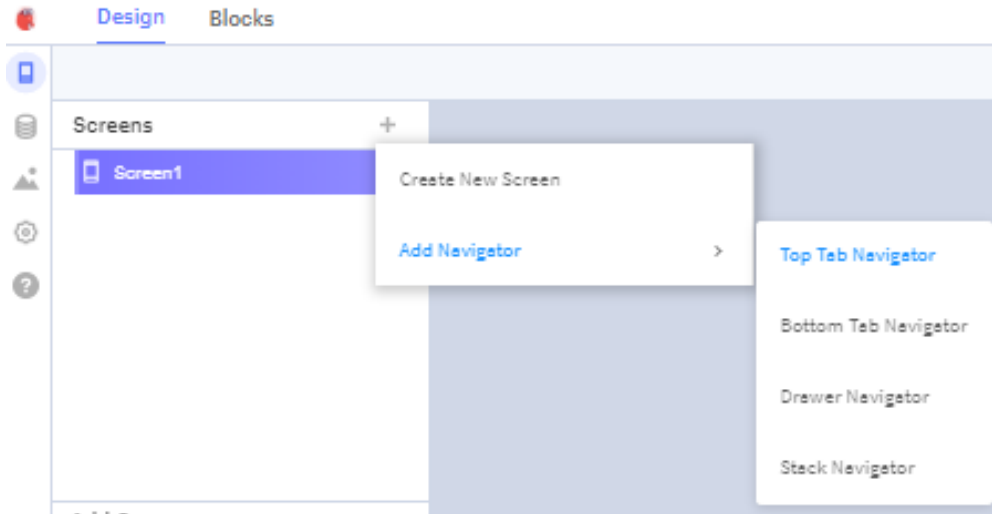 Design Blocks
Screens
Screen1
Create New Screen
Add Navigator
Top Tab Navigator
Bottom Tab Navigator
Drawer Navigator
Stack Navigator